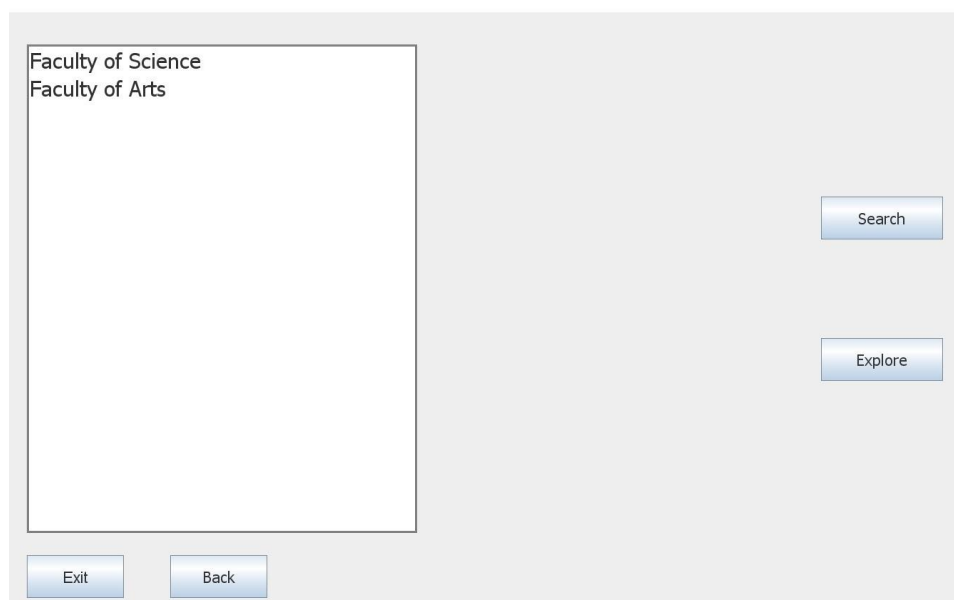 Faculty of Science
Faculty of Arts
Search
Explore
Exit
Back